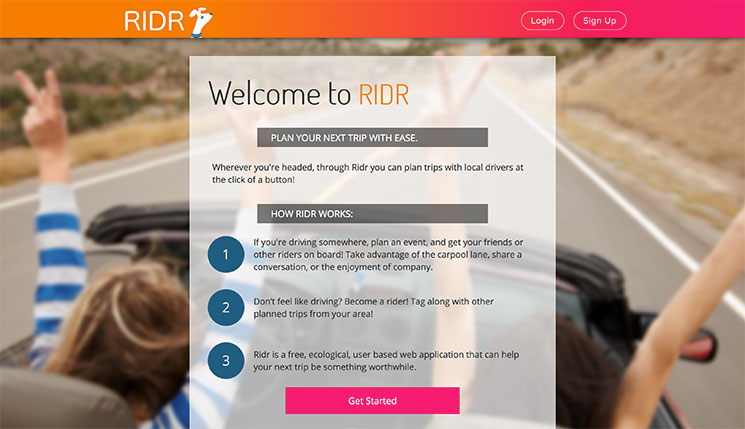 RIDR
Login
Sign Up
Welcome to RIDR
PLAN YOUR NEXT TRIP WITH EASE.
Wherever you're headed, through Ridr you can plan trips with local drivers at
the click of a button!
HOW RIDR WORKS:
1
If you're driving somewhere, plan an event, and get your friends or
other riders on board! Take advantage of the carpool lane, share a
conversation, or the enjoyment of company.
2
Don't feel like driving? Become a rider! Tag along with other
planned trips from your area!
3
Ridr is a free, ecological, user based web application that can help
your next trip be something worthwhile.
Get Started